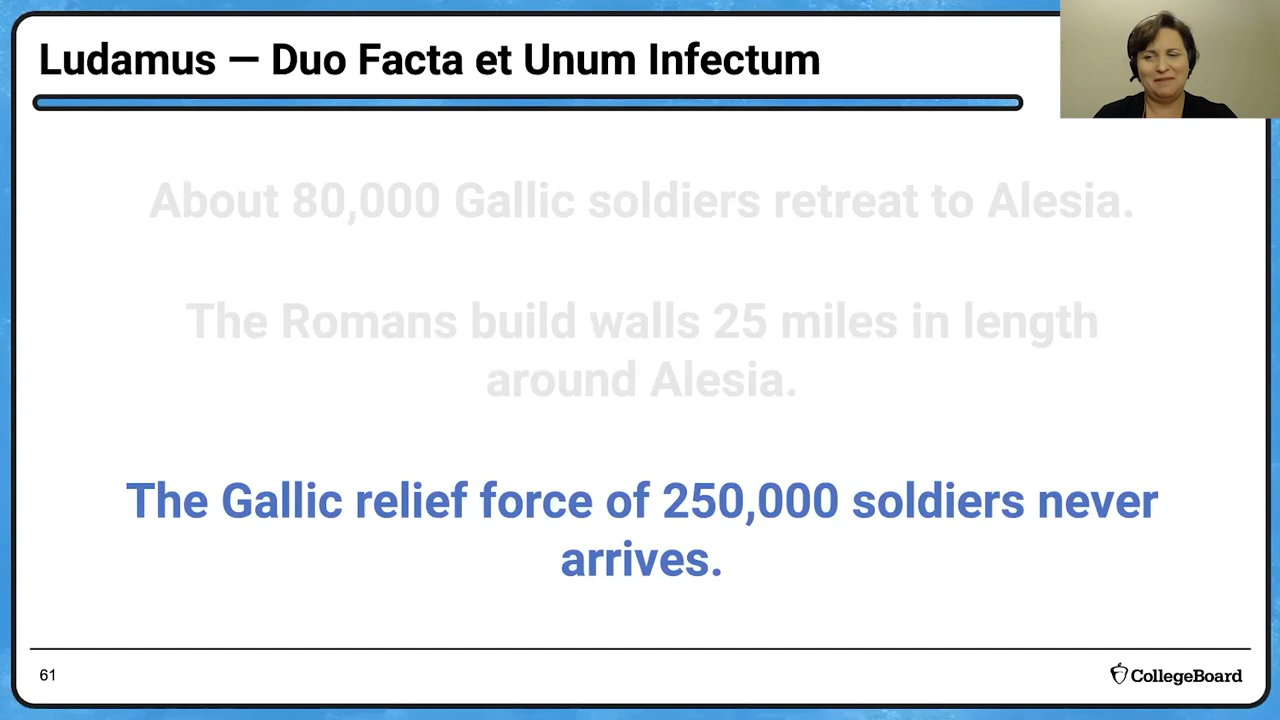 Ludamus — Duo Facta et Unum Infectum
About 80,000 Gallic soldiers retreat to Alesia.
The Romans build walls 25 miles in length
around Alesia.
The Gallic relief force of 250,000 soldiers never
arrives.
61
CollegeBoard